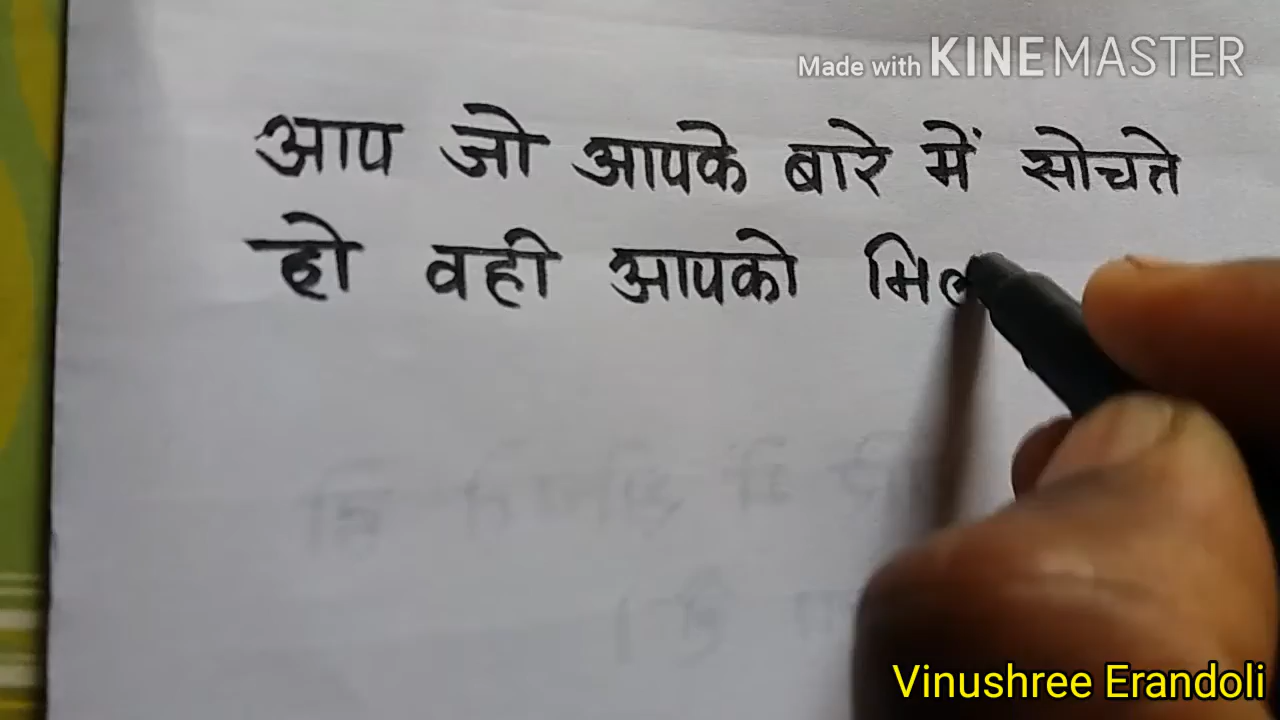 Made with KINEMASTER
आप जो आपके बारे में सोचते
हो वही आपको मिल
Vinushree Erandoli